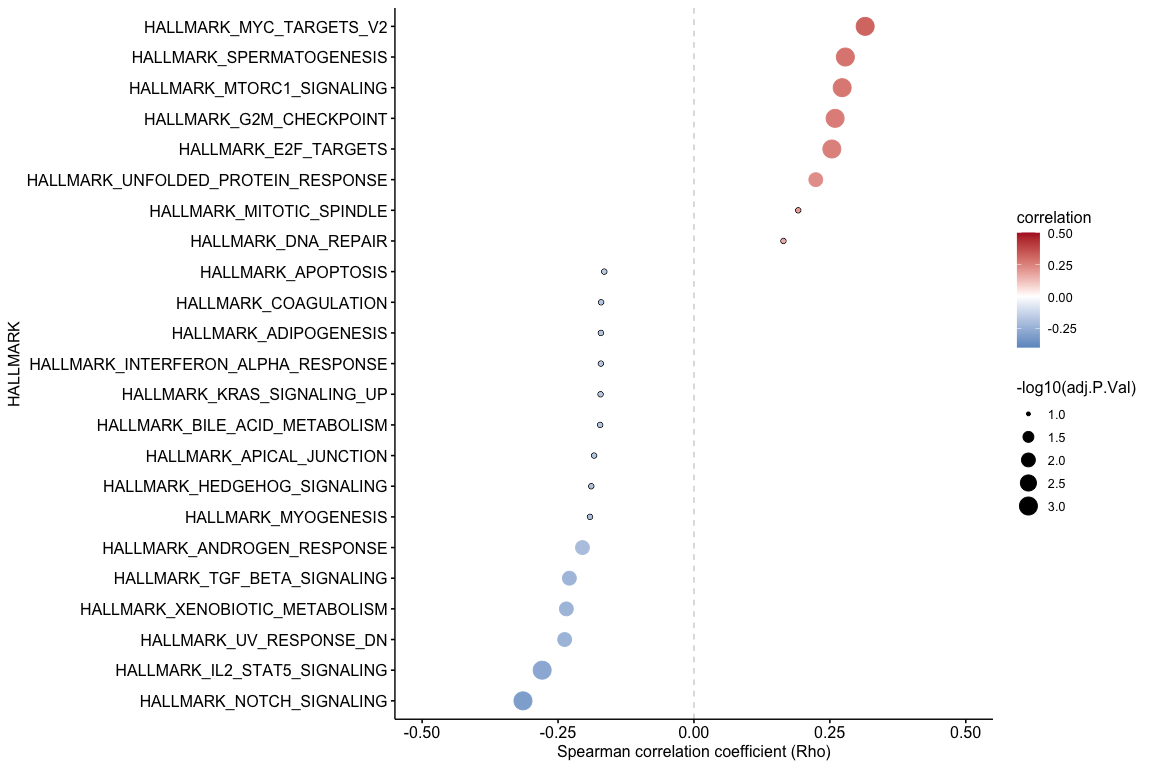 HALLMARK_MYC_TARGETS_V2
HALLMARK_SPERMATOGENESIS
HALLMARK_MTORC1_SIGNALING
HALLMARK_G2M_CHECKPOINT
HALLMARK_E2F_TARGETS
HALLMARK_UNFOLDED_PROTEIN_RESPONSE
HALLMARK_MITOTIC_SPINDLE
HALLMARK_DNA_REPAIR
HALLMARK_APOPTOSIS
HALLMARK_COAGULATION
HALLMARK_ADIPOGENESIS
HALLMARK_INTERFERON_ALPHA_RESPONSE
HALLMARK_KRAS_SIGNALING_UP
HALLMARK_BILE_ACID_METABOLISM
HALLMARK_APICAL_JUNCTION
HALLMARK_HEDGEHOG_SIGNALING
HALLMARK_MYOGENESIS
HALLMARK_ANDROGEN_RESPONSE
HALLMARK_TGF_BETA_SIGNALING
HALLMARK_XENOBIOTIC_METABOLISM
HALLMARK_UV_RESPONSE_DN
HALLMARK_IL2_STAT5_SIGNALING
HALLMARK_NOTCH_SIGNALING
HALLMARK
-0.50 -0.25 0.00 0.25 0.50
Spearman correlation coefficient (Rho)
correlation
0.50
0.25
0.00
-0.25
-log10(adj.P.Val)
1.0
1.5
2.0
2.5
3.0